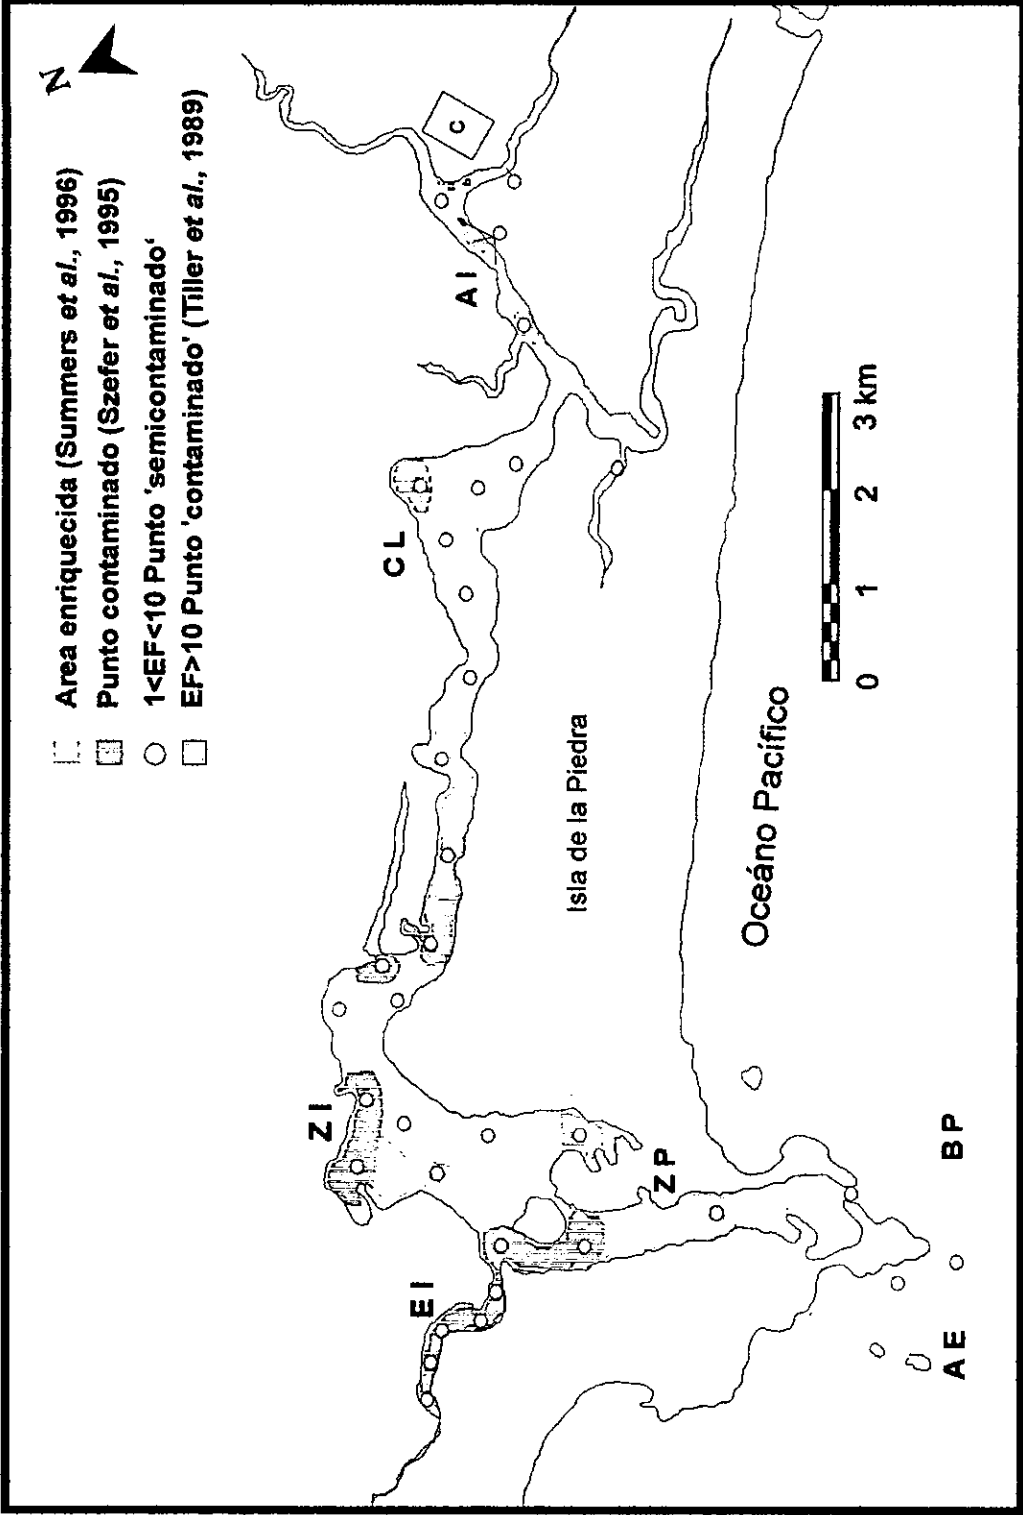 N
Area enriquecida (Summers et al., 1996)
Punto contaminado (Szefer et al., 1995)
1<EF<10 Punto 'semicontaminado'
EF>10 Punto 'contaminado' (Tiller et al., 1989)
C
A I
C L
Z I
E I
Z P
B P
A E
Isla de la Piedra
Oceáno Pacífico
0 1 2 3 km